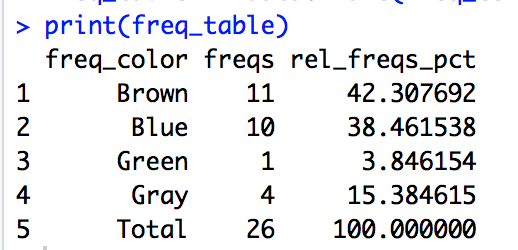 > print(freq_table)
freq_color freqs rel_freqs_pct
1 Brown 11 42.307692
2 Blue 10 38.461538
3 Green 1 3.846154
4 Gray 4 15.384615
5 Total 26 100.000000